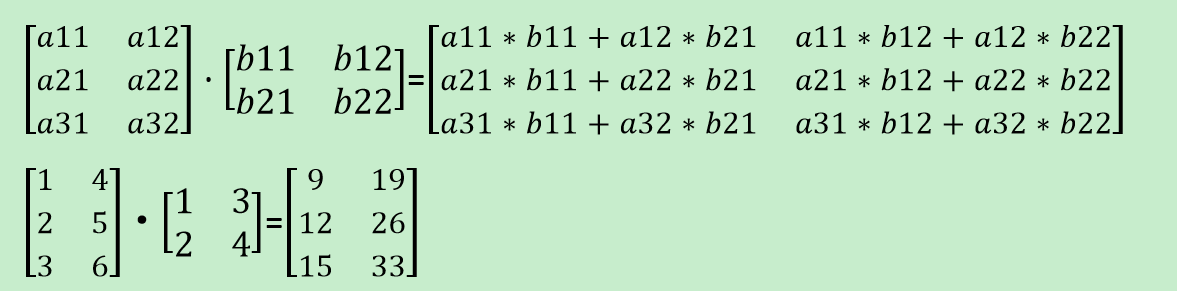 [a11 a12
a21 a22
a31 a32] · [b11 b12
b21 b22] = [a11 ∗ b11 + a12 ∗ b21 a11 ∗ b12 + a12 ∗ b22
a21 ∗ b11 + a22 ∗ b21 a21 ∗ b12 + a22 ∗ b22
a31 ∗ b11 + a32 ∗ b21 a31 ∗ b12 + a32 ∗ b22]
[1 4
2 5
3 6] • [1 3
2 4] = [9 19
12 26
15 33]